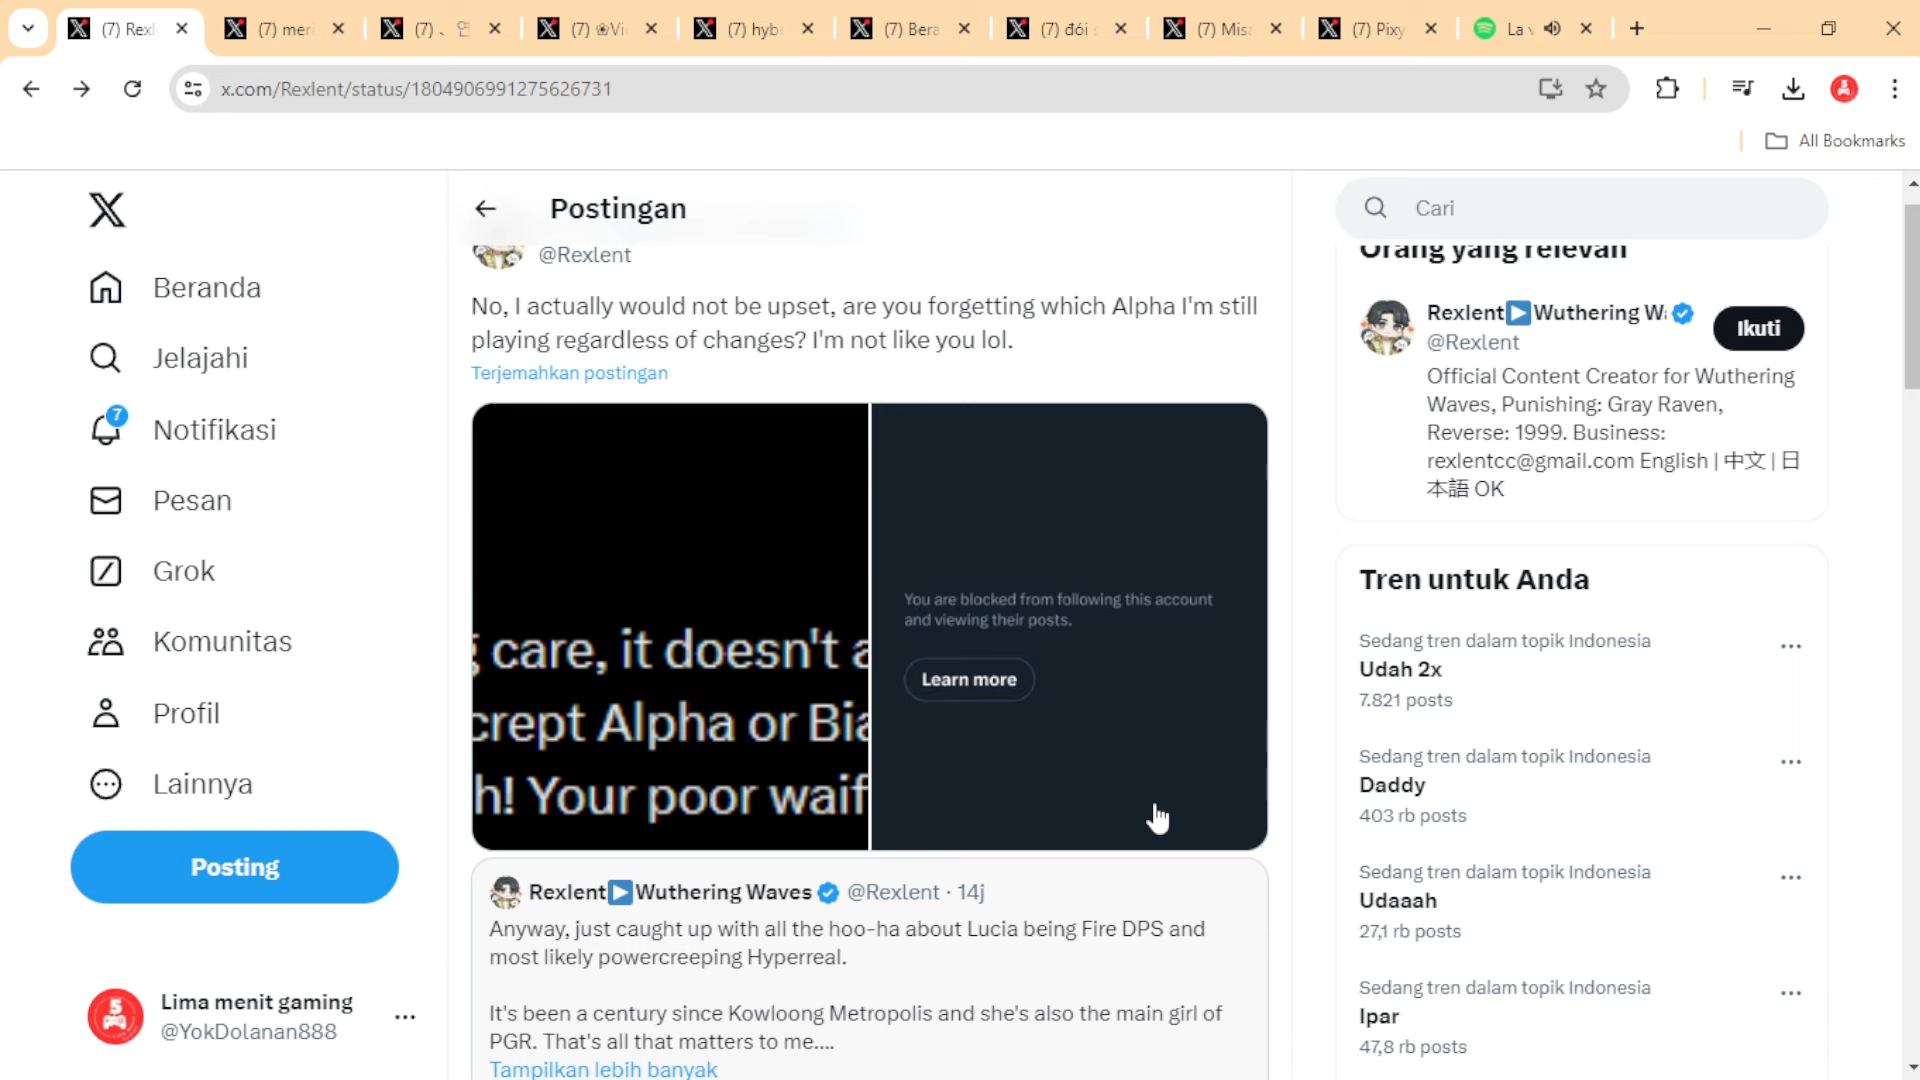 (7) Rexl
(7) meri
(7) 、연
(7) ❀Vi
(7) hybr
(7) Bera
(7) đói s
(7) Misa
(7) Pixy
La v
x.com/Rexlent/status/1804906991275626731
All Bookmarks
Beranda
Jelajahi
7
Notifikasi
Pesan
Grok
Komunitas
Profil
Lainnya
Posting
Lima menit gaming
@YokDolanan888
Postingan
@Rexlent
No, I actually would not be upset, are you forgetting which Alpha I'm still
playing regardless of changes? I'm not like you lol.
Terjemahkan postingan
g care, it doesn't a
crept Alpha or Bia
h! Your poor waif
You are blocked from following this account
and viewing their posts.
Learn more
Rexlent▶Wuthering Waves @Rexlent · 14j
Anyway, just caught up with all the hoo-ha about Lucia being Fire DPS and
most likely powercreeping Hyperreal.
It's been a century since Kowloong Metropolis and she's also the main girl of
PGR. That's all that matters to me....
Tampilkan lebih banyak
Cari
Orang yang relevan
Rexlent▶Wuthering Wa
@Rexlent
Ikuti
Official Content Creator for Wuthering
Waves, Punishing: Gray Raven,
Reverse: 1999. Business:
rexlentcc@gmail.com English | 中文 | 日
本語 OK
Tren untuk Anda
Sedang tren dalam topik Indonesia
Udah 2x
7.821 posts
Sedang tren dalam topik Indonesia
Daddy
403 rb posts
Sedang tren dalam topik Indonesia
Udaaah
27,1 rb posts
Sedang tren dalam topik Indonesia
Ipar
47,8 rb posts